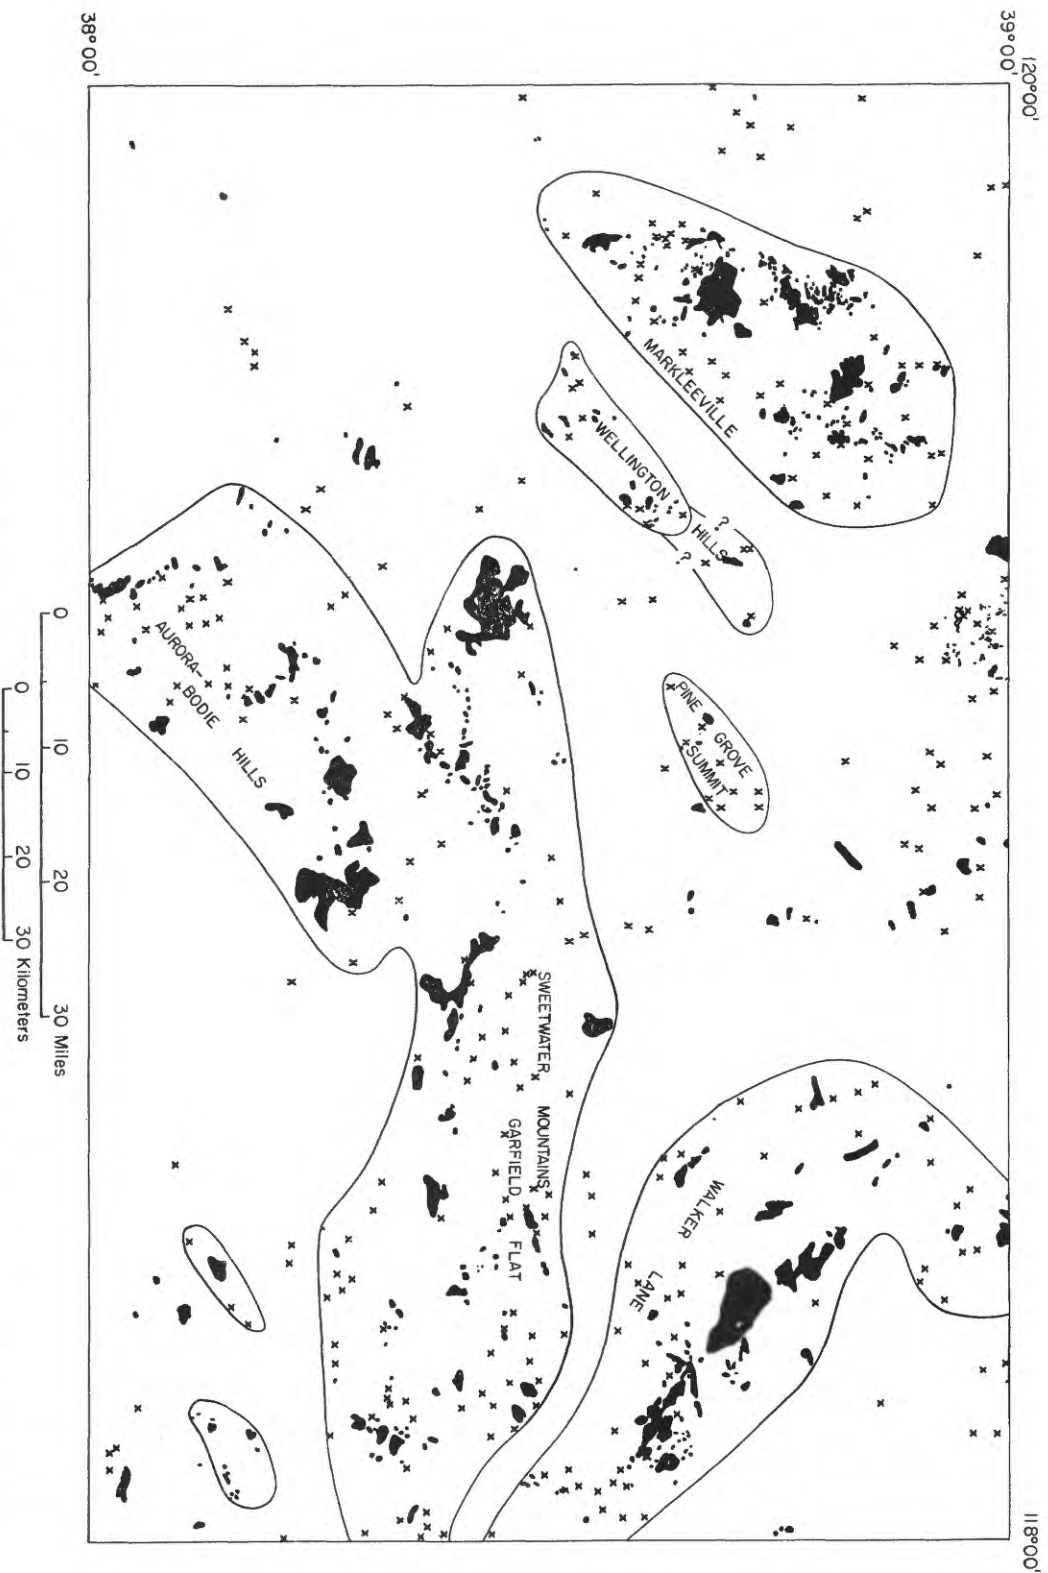 120°00'
118°00'
39°00'
MARKLEEVILLE
WELLINGTON
HILLS
?
?
PINE GROVE
SUMMIT
WALKER
LANE
SWEETWATER MOUNTAINS
GARFIELD FLAT
AURORA-
BODIE
HILLS
38°00'
0 10 20 30 Miles
0 10 20 30 Kilometers